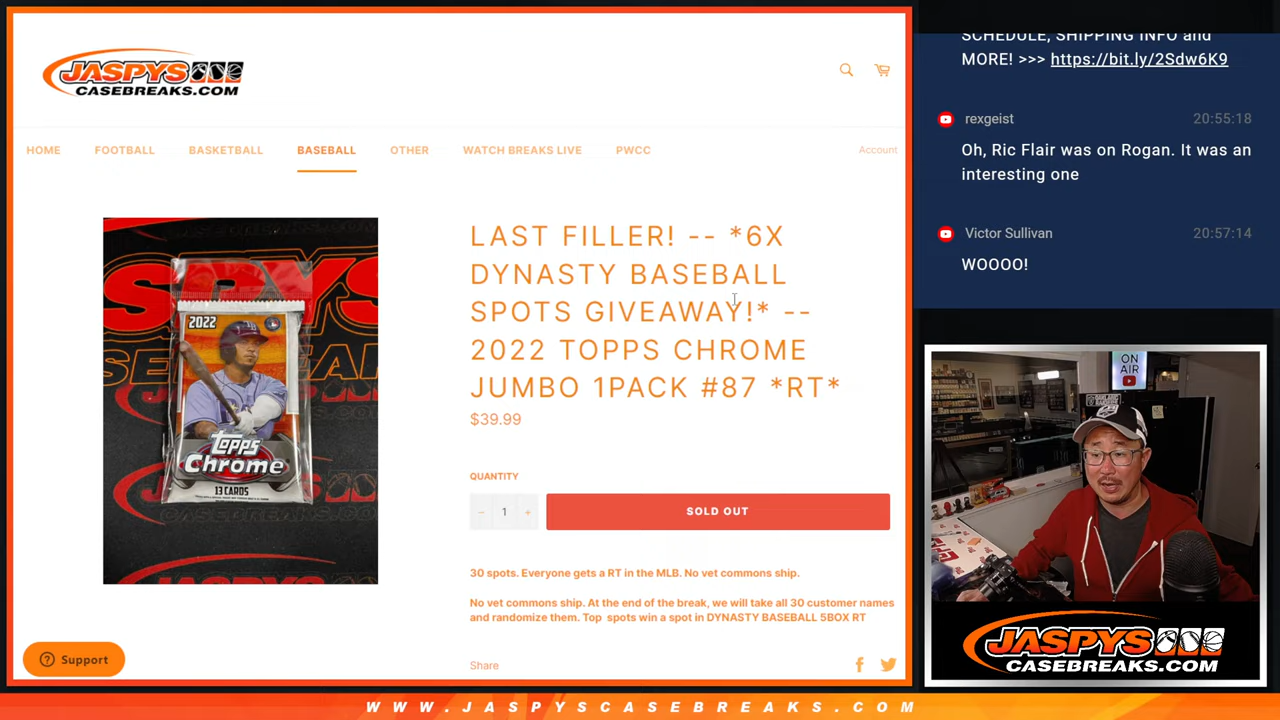 JASPYS
CASEBREAKS.COM
HOME
FOOTBALL
BASKETBALL
BASEBALL
OTHER
WATCH BREAKS LIVE
PWCC
Account
2022
Topps
Chrome
13 CARDS
LAST FILLER! -- *6X
DYNASTY BASEBALL
SPOTS GIVEAWAY!* --
2022 TOPPS CHROME
JUMBO 1PACK #87 *RT*
$39.99
QUANTITY
− 1 +
SOLD OUT
30 spots. Everyone gets a RT in the MLB. No vet commons ship.
No vet commons ship. At the end of the break, we will take all 30 customer names
and randomize them. Top spots win a spot in DYNASTY BASEBALL 5BOX RT
Share
Support
SCHEDULE, SHIPPING INFO and
MORE! >>> https://bit.ly/2Sdw6K9
rexgeist
20:55:18
Oh, Ric Flair was on Rogan. It was an
interesting one
Victor Sullivan
20:57:14
WOOOO!
ON
AIR
JASPYS
CASEBREAKS.COM
WWW.JASPYSCASEBREAKS.COM